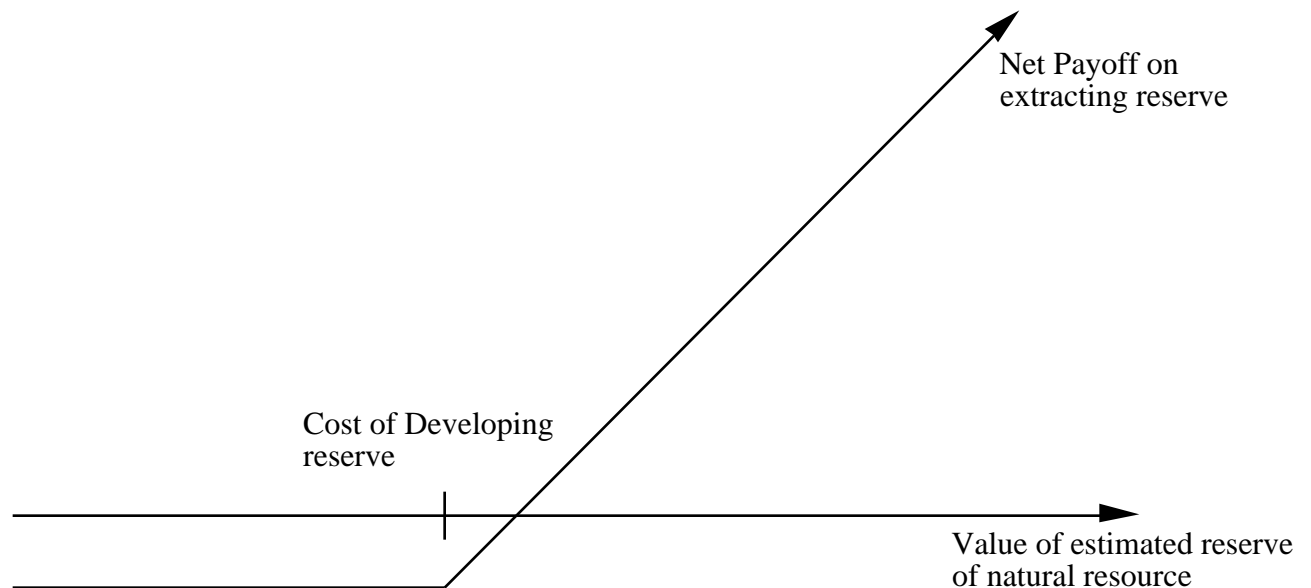 Net Payoff on
extracting reserve
Cost of Developing
reserve
Value of estimated reserve
of natural resource